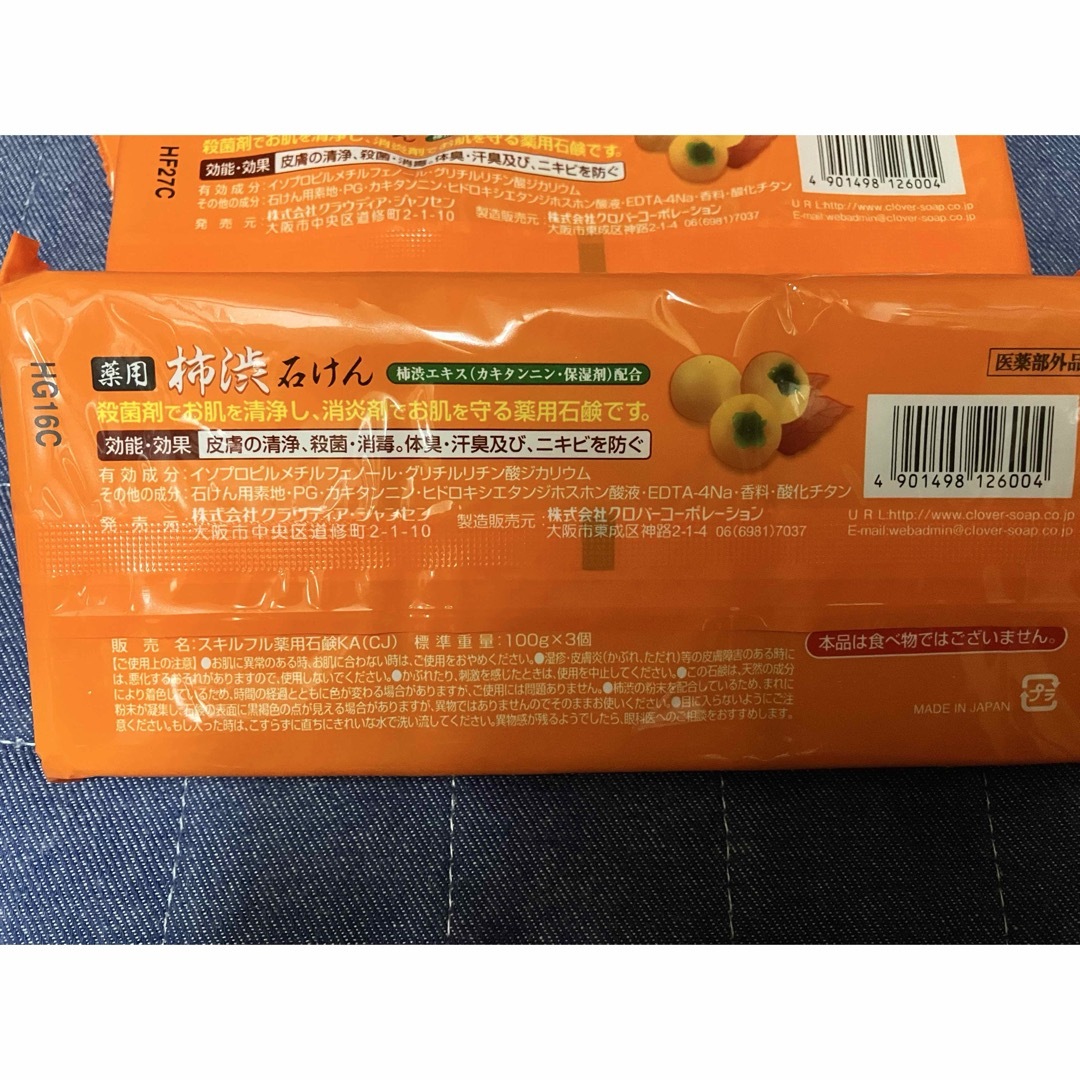 HF27C
殺菌剤でお肌を清浄し、消炎剤でお肌を守る薬用石鹸です。
効能・効果 皮膚の清浄、殺菌・消毒。体臭・汗臭及び、ニキビを防ぐ
有効成分:イソプロピルメチルフェノール・グリチルリチン酸ジカリウム
その他の成分:石けん用素地・PG・カキタンニン・ヒドロキシエタンジホスホン酸液・EDTA-4Na・香料・酸化チタン
発売元:株式会社クラウディア・ジャンセン 製造販売元:株式会社クロバーコーポレーション
大阪市中央区道修町2-1-10 大阪市東成区神路2-1-4 06(6981)7037
4 901498 126004
URL:http://www.clover-soap.co.jp
E-mail:webadmin@clover-soap.co.jp
HG16C
薬用 柿渋石けん 柿渋エキス(カキタンニン・保湿剤)配合
医薬部外品
殺菌剤でお肌を清浄し、消炎剤でお肌を守る薬用石鹸です。
効能・効果 皮膚の清浄、殺菌・消毒。体臭・汗臭及び、ニキビを防ぐ
有効成分:イソプロピルメチルフェノール・グリチルリチン酸ジカリウム
その他の成分:石けん用素地・PG・カキタンニン・ヒドロキシエタンジホスホン酸液・EDTA-4Na・香料・酸化チタン
発売元:株式会社クラウディア・ジャンセン 製造販売元:株式会社クロバーコーポレーション
大阪市中央区道修町2-1-10 大阪市東成区神路2-1-4 06(6981)7037
4 901498 126004
URL:http://www.clover-soap.co.jp
E-mail:webadmin@clover-soap.co.jp
販売名:スキルフル薬用石鹸KA(CJ) 標準重量:100g×3個
【ご使用上の注意】●お肌に異常のある時、お肌に合わない時は、ご使用をおやめください。●湿疹・皮膚炎(かぶれ、ただれ)等の皮膚障害のある時に
は、悪化するおそれがありますので、使用しないでください。●かぶれたり、刺激を感じたときは、使用を中止してください。●この石鹸は、天然の成分
により着色しているため、時間の経過とともに色が変わる場合がありますが、ご使用には問題ありません。●柿渋の粉末を配合しているため、まれに
粉末が凝集し石鹸の表面に黒褐色の点が見える場合がありますが、異物ではありませんのでそのままお使いください。●目に入らないようにご注
意ください。もし入った時は、こすらずに直ちにきれいな水で洗い流してください。異物感が残るようでしたら、眼科医へのご相談をおすすめします。
本品は食べ物ではございません。
プラ
MADE IN JAPAN